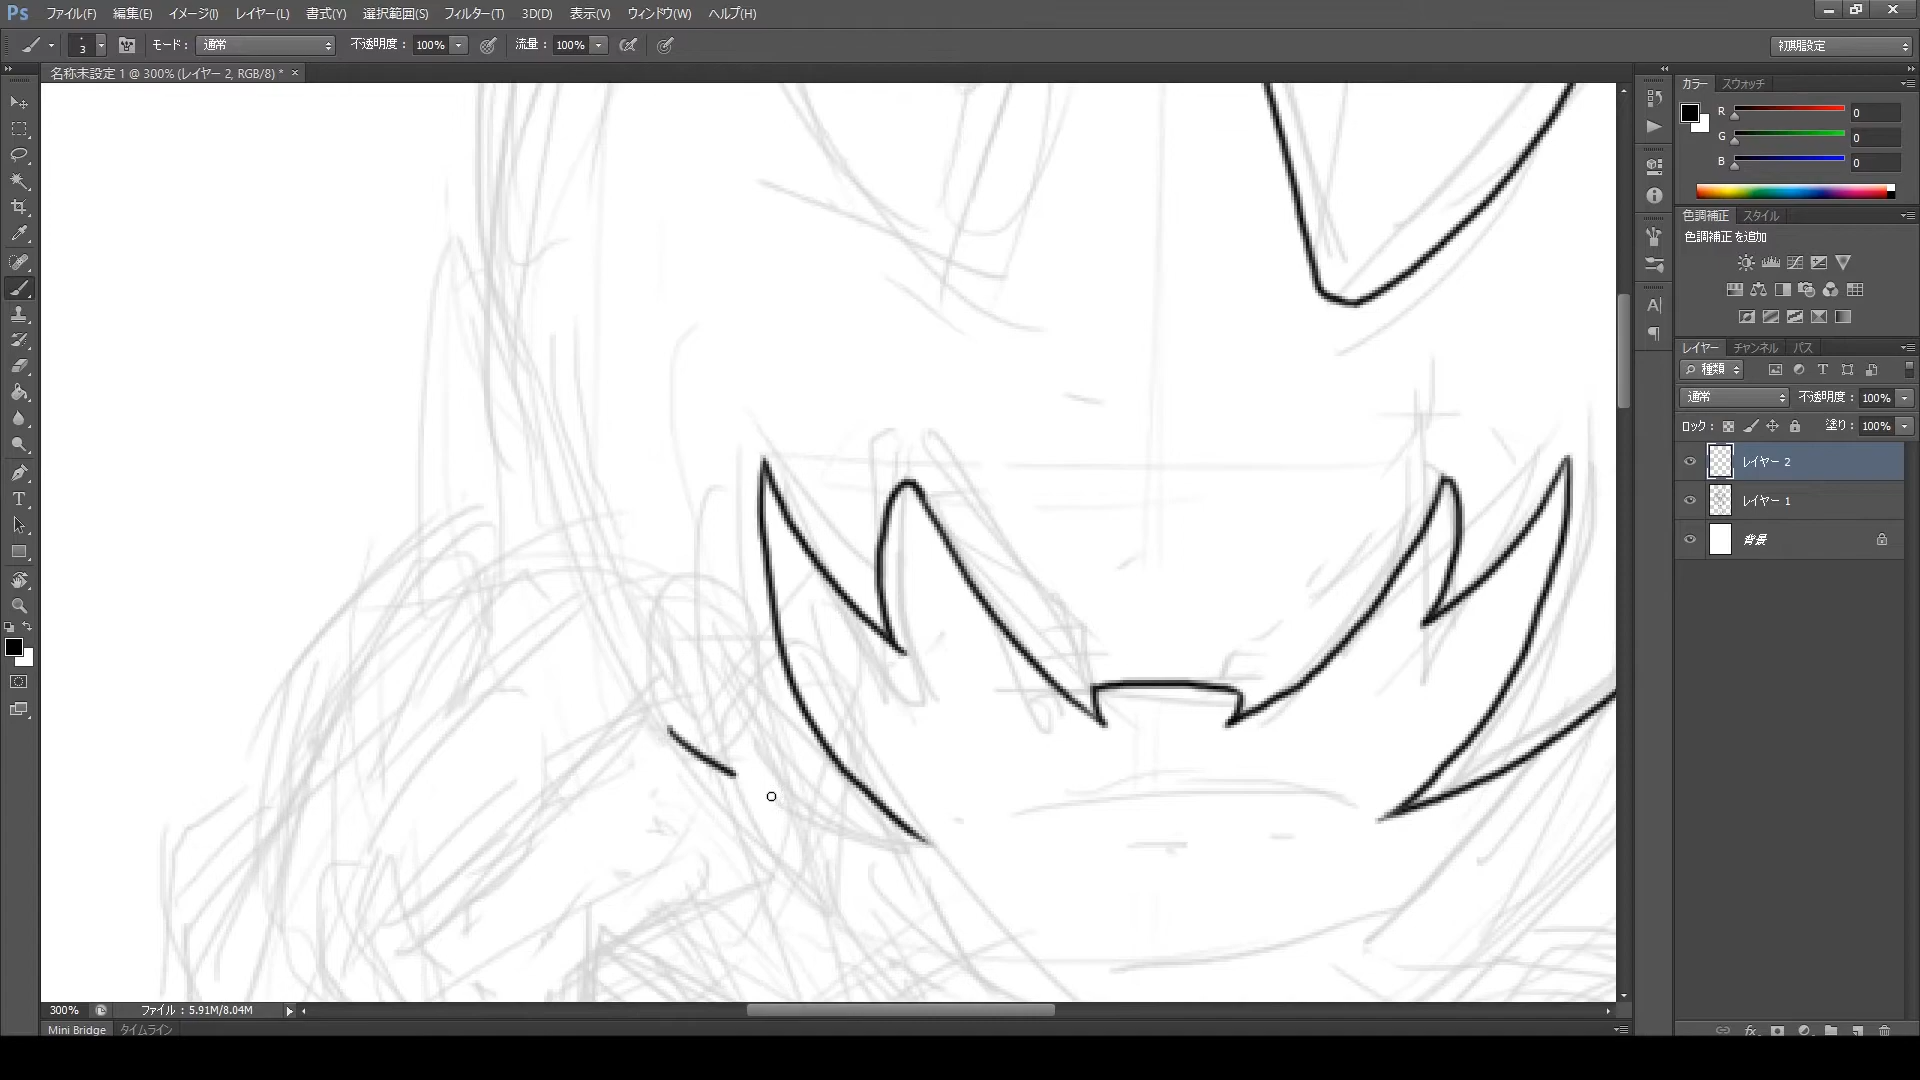 Ps ファイル(F) 編集(E) イメージ(I) レイヤー(L) 書式(Y) 選択範囲(S) フィルター(T) 3D(D) 表示(V) ウィンドウ(W) ヘルプ(H)
3 モード： 通常 不透明度： 100% 流量： 100% 初期設定
名称未設定 1 @ 300% (レイヤー 2, RGB/8) * ×
カラー スウォッチ
R 0
G 0
B 0
色調補正 スタイル
色調補正を追加
レイヤー チャンネル パス
種類
通常 不透明度： 100%
ロック： 塗り： 100%
レイヤー 2
レイヤー 1
背景
300% ファイル：5.91M/8.04M
Mini Bridge タイムライン